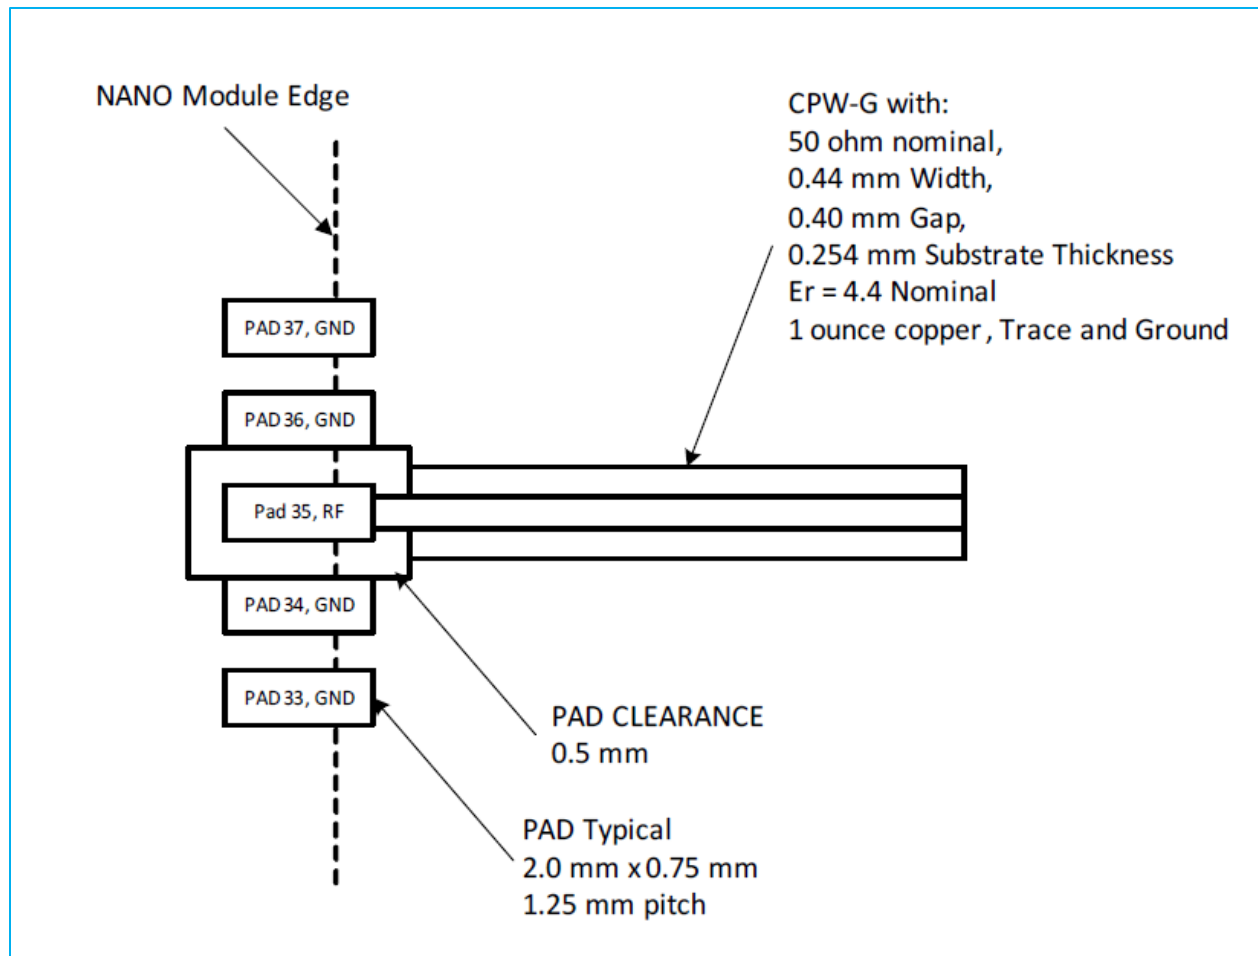 NANO Module Edge
CPW-G with:
50 ohm nominal,
0.44 mm Width,
0.40 mm Gap,
0.254 mm Substrate Thickness
Er = 4.4 Nominal
1 ounce copper, Trace and Ground
PAD 37, GND
PAD 36, GND
Pad 35, RF
PAD 34, GND
PAD 33, GND
PAD CLEARANCE
0.5 mm
PAD Typical
2.0 mm x 0.75 mm
1.25 mm pitch